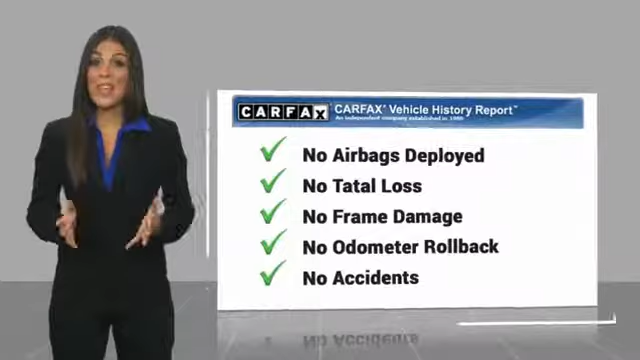 CARFAX CARFAX® Vehicle History Report™
An independent company established in 1986
No Airbags Deployed
No Tatal Loss
No Frame Damage
No Odometer Rollback
No Accidents